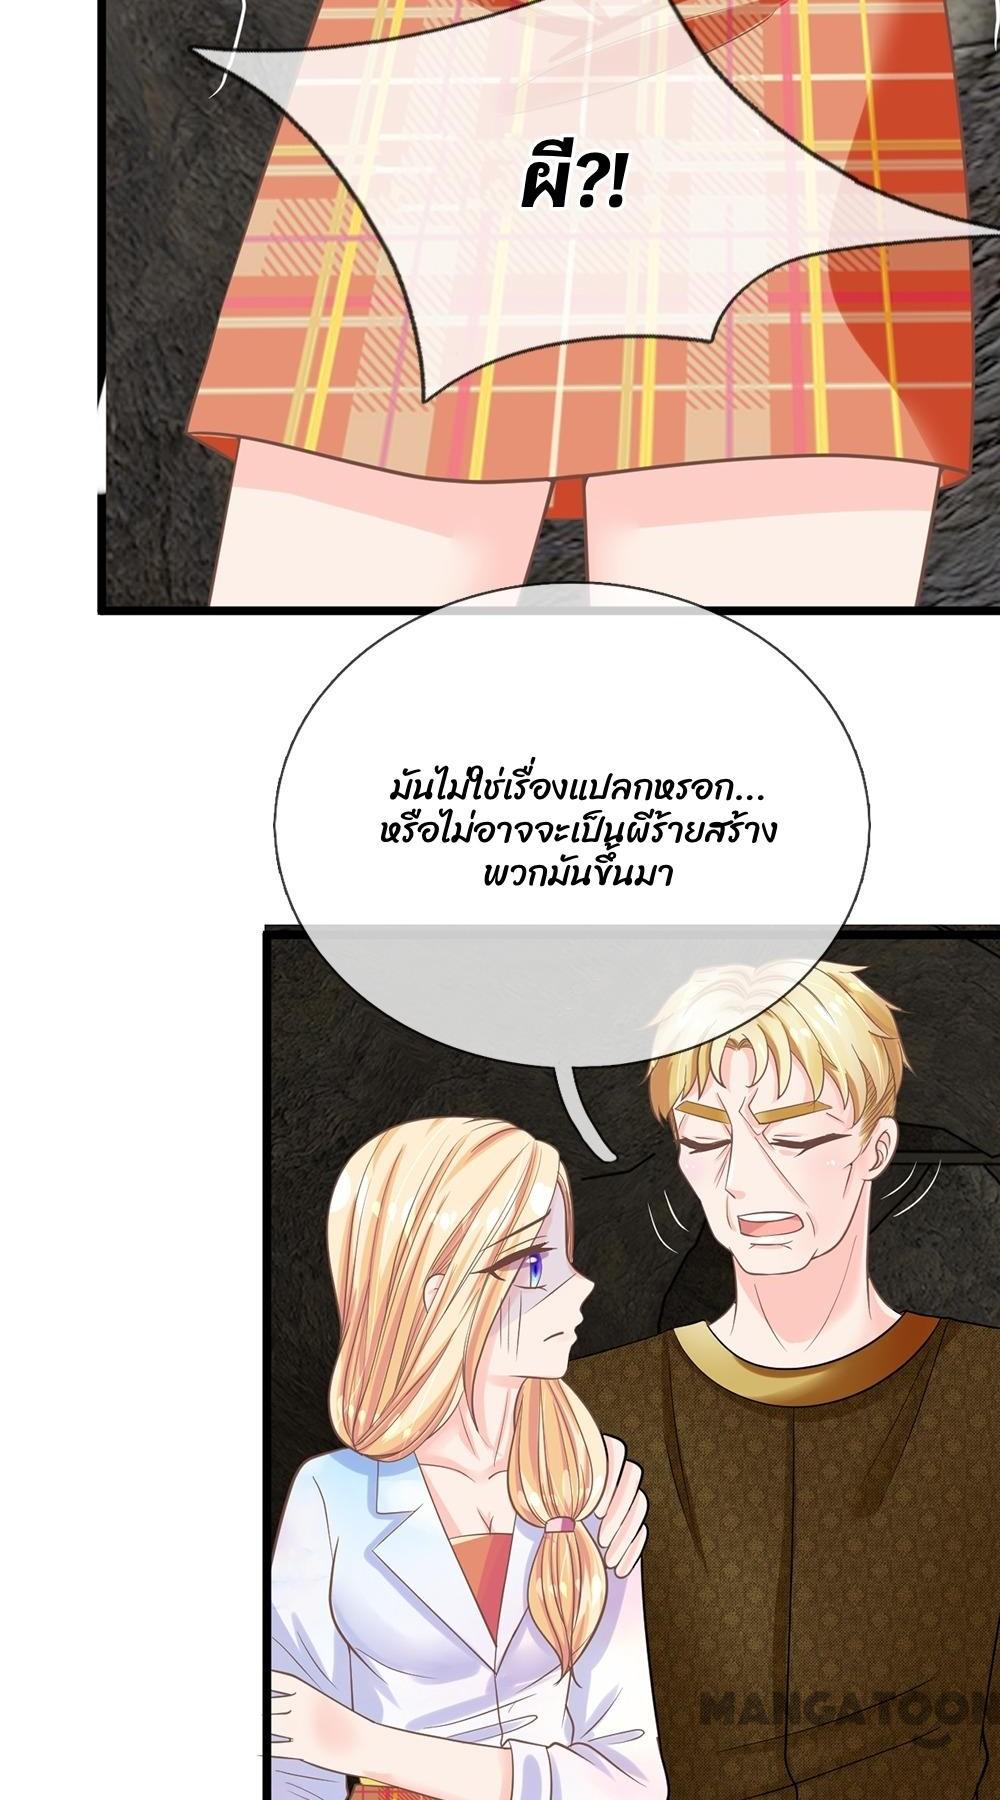 ผี?!
มันไม่ใช่เรื่องแปลกหรอก...
หรือไม่อาจจะเป็นผีร้ายสร้าง
พวกมันขึ้นมา
MANGATOON